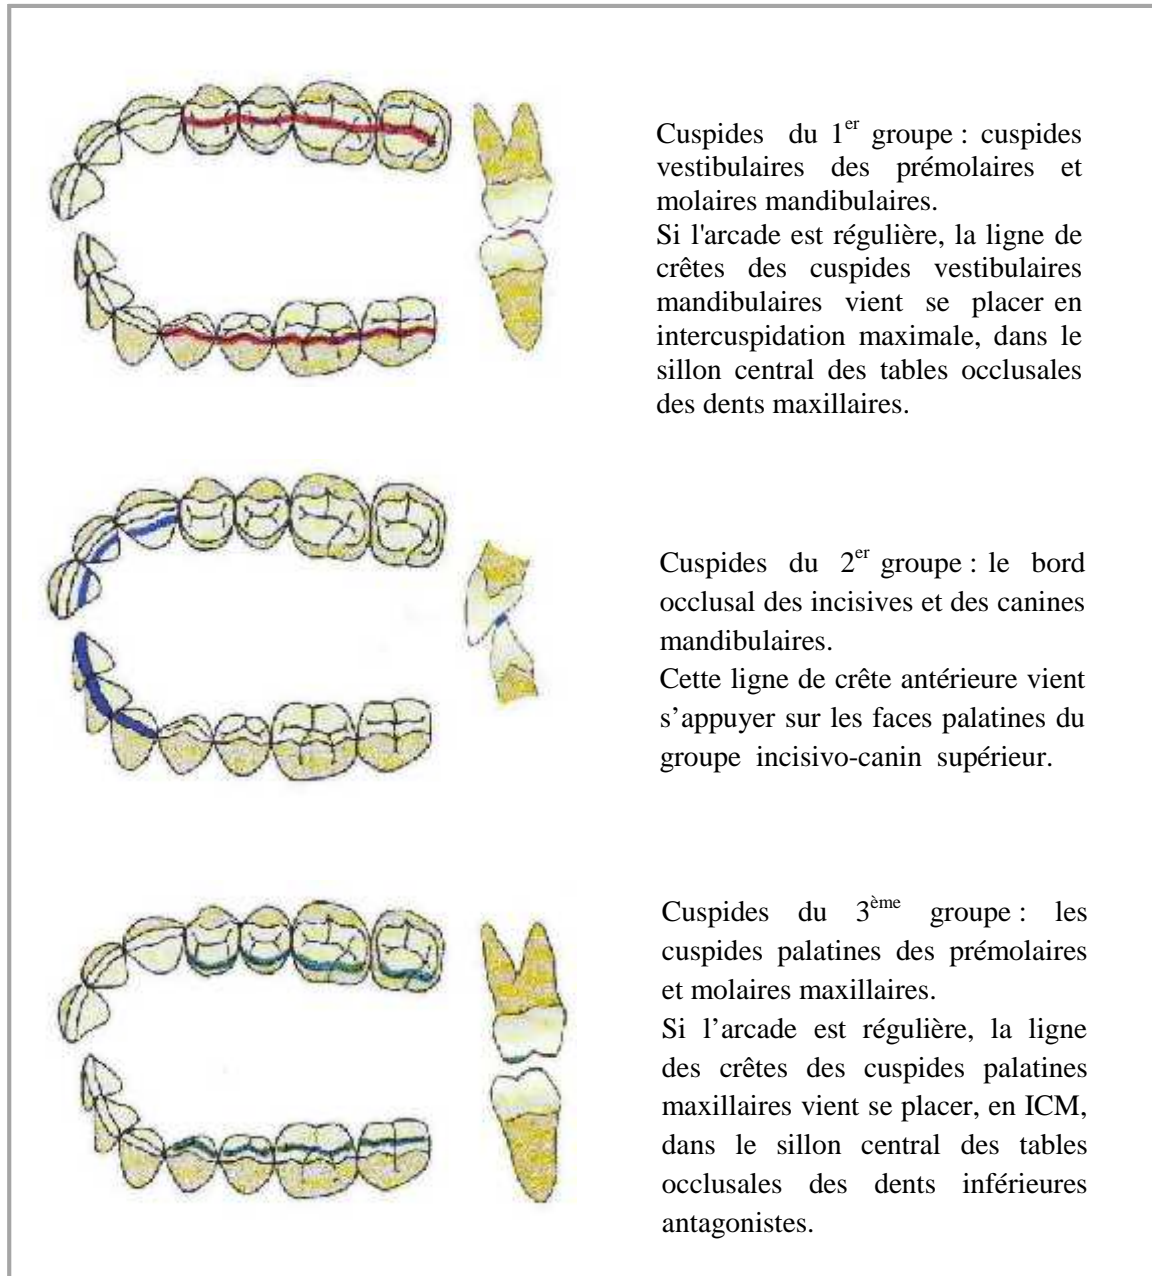 Cuspides du 1er groupe : cuspides
vestibulaires des prémolaires et
molaires mandibulaires.
Si l'arcade est régulière, la ligne de
crêtes des cuspides vestibulaires
mandibulaires vient se placer en
intercuspidation maximale, dans le
sillon central des tables occlusales
des dents maxillaires.
Cuspides du 2er groupe : le bord
occlusal des incisives et des canines
mandibulaires.
Cette ligne de crête antérieure vient
s’appuyer sur les faces palatines du
groupe incisivo-canin supérieur.
Cuspides du 3ème groupe : les
cuspides palatines des prémolaires
et molaires maxillaires.
Si l’arcade est régulière, la ligne
des crêtes des cuspides palatines
maxillaires vient se placer, en ICM,
dans le sillon central des tables
occlusales des dents inférieures
antagonistes.